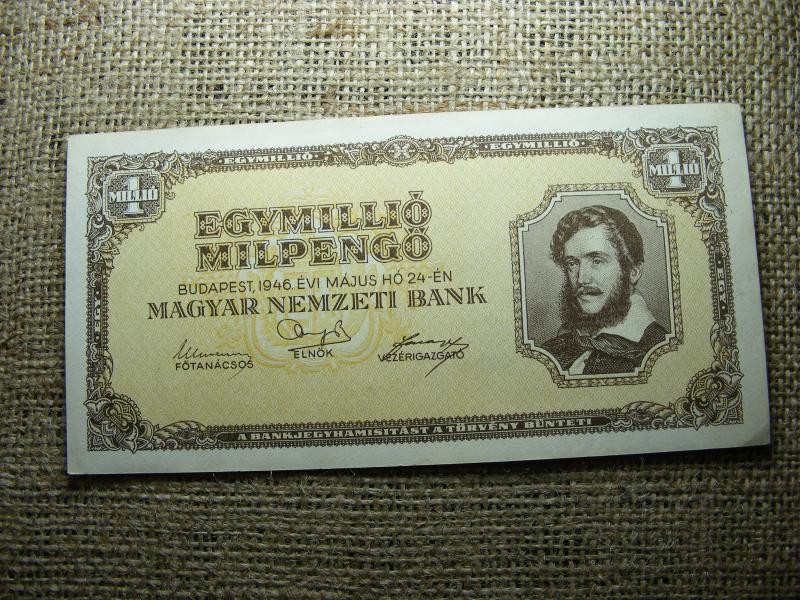 EGYMILLIÓ EGYMILLIÓ
1 MILLIÓ 1 MILLIÓ
EGYMILLIÓ
MILPENGŐ
BUDAPEST, 1946. ÉVI MÁJUS HÓ 24-ÉN
MAGYAR NEMZETI BANK
FŐTANÁCSOS ELNÖK VEZÉRIGAZGATÓ
A BANKJEGYHAMISÍTÁST A TÖRVÉNY BÜNTETI